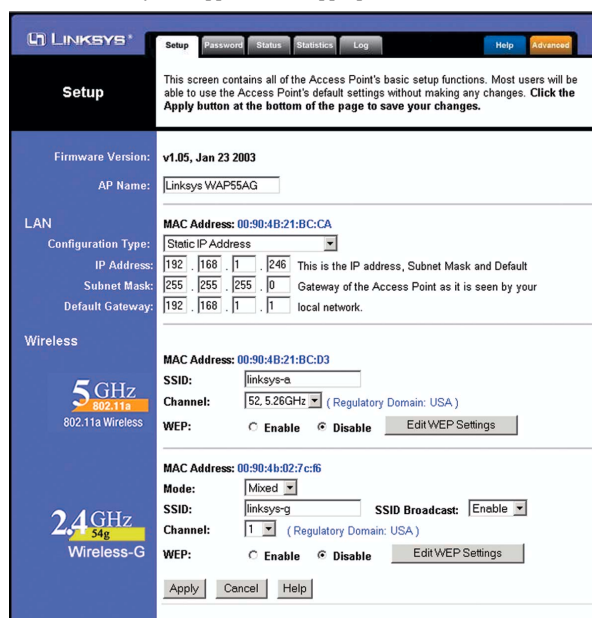 LINKSYS®
Setup Password Status Statistics Log Help Advanced
Setup
This screen contains all of the Access Point's basic setup functions. Most users will be
able to use the Access Point's default settings without making any changes. Click the
Apply button at the bottom of the page to save your changes.
Firmware Version: v1.05, Jan 23 2003
AP Name: Linksys WAP55AG
LAN
MAC Address: 00:90:4B:21:BC:CA
Configuration Type: Static IP Address
IP Address: 192 . 168 . 1 . 246 This is the IP address, Subnet Mask and Default
Subnet Mask: 255 . 255 . 255 . 0 Gateway of the Access Point as it is seen by your
Default Gateway: 192 . 168 . 1 . 1 local network.
Wireless
MAC Address: 00:90:4B:21:BC:D3
5 GHz
802.11a
802.11a Wireless
SSID: linksys-a
Channel: 52, 5.26GHz ( Regulatory Domain: USA )
WEP: Enable Disable Edit WEP Settings
MAC Address: 00:90:4b:02:7c:f6
Mode: Mixed
2.4 GHz
54g
Wireless-G
SSID: linksys-g SSID Broadcast: Enable
Channel: 1 ( Regulatory Domain: USA )
WEP: Enable Disable Edit WEP Settings
Apply Cancel Help